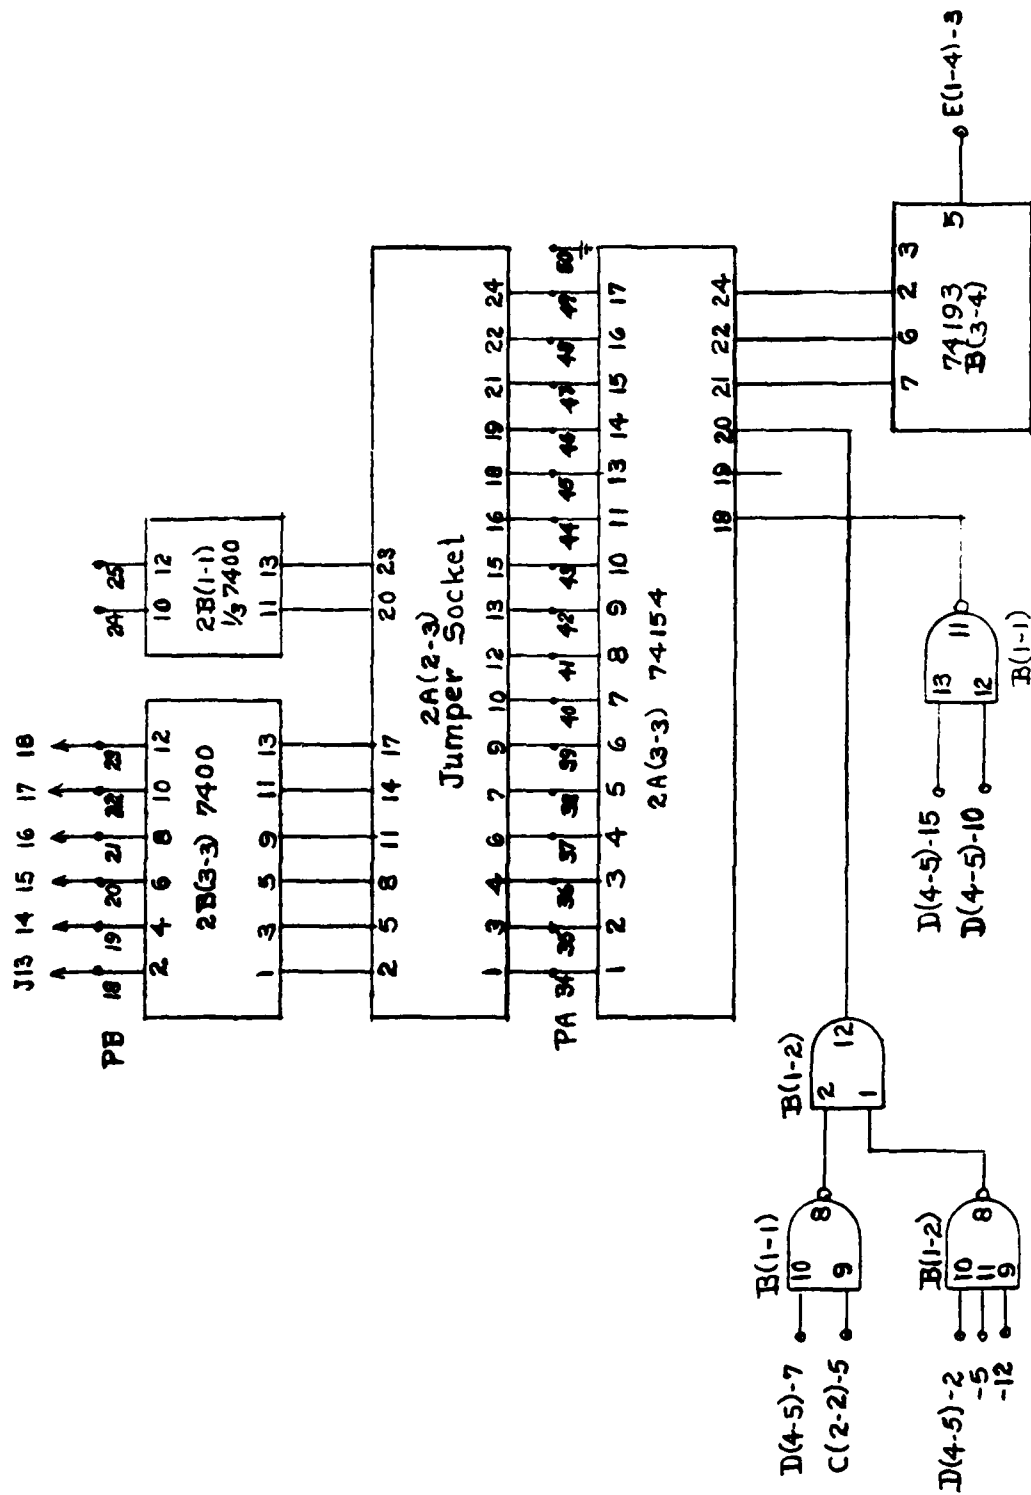 J13 14 15 16 17 18
PB 18 19 20 21 22 23 24 25
2 4 6 8 10 12
2B(3-3) 7400
1 3 5 9 11 13
10 12
2B(1-1)
1/3 7400
11 13
2 5 8 11 14 17 20 23
2A(2-3)
Jumper Socket
1 3 4 6 7 9 10 12 13 15 16 18 19 21 22 24
PA 34 35 36 37 38 39 40 41 42 43 44 45 46 47 48 49 50
1 2 3 4 5 6 7 8 9 10 11 13 14 15 16 17
2A(3-3) 74154
18 19 20 21 22 24
7 6 2 3
74193
B(3-4)
5
E(1-4)-3
B(1-2)
2
1
12
D(4-5)-15
D(4-5)-10
13
12
11
B(1-1)
B(1-1)
D(4-5)-7
C(2-2)-5
10
9
8
B(1-2)
D(4-5)-2
-5
-12
10
11
9
8